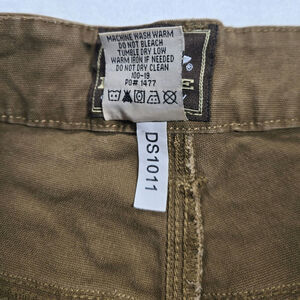 MACHINE WASH WARM
DO NOT BLEACH
TUMBLE DRY LOW
WARM IRON IF NEEDED
DO NOT DRY CLEAN
100-19
PO# 1477
®
DS1011